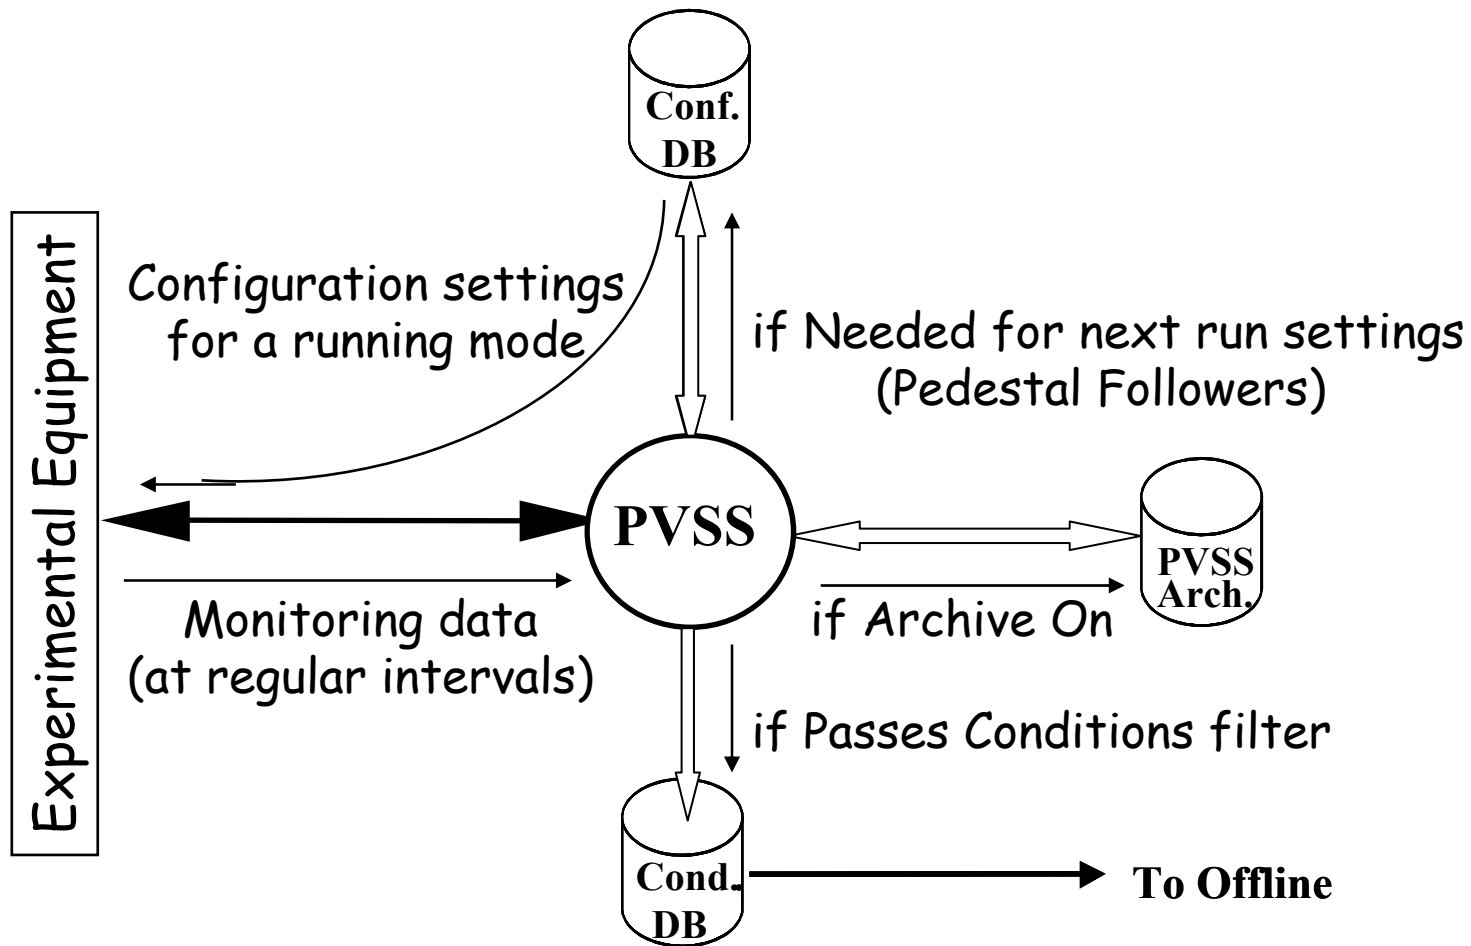 Conf.
DB
Experimental Equipment
Configuration settings
for a running mode
if Needed for next run settings
(Pedestal Followers)
PVSS
PVSS
Arch.
Monitoring data
(at regular intervals)
if Archive On
if Passes Conditions filter
Cond.
DB
To Offline